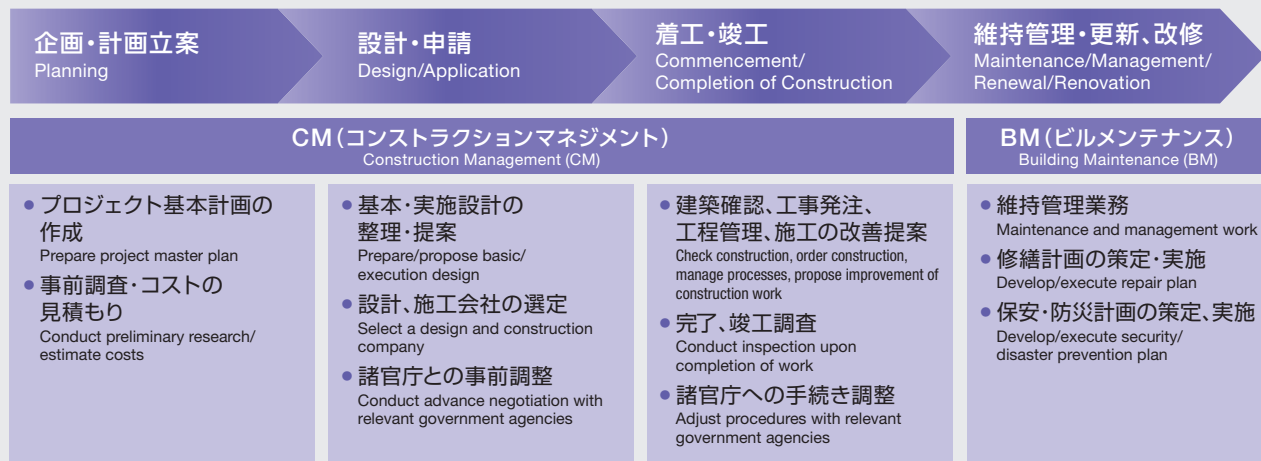 企画・計画立案
Planning
設計・申請
Design/Application
着工・竣工
Commencement/
Completion of Construction
維持管理・更新、改修
Maintenance/Management/
Renewal/Renovation
CM（コンストラクションマネジメント）
Construction Management (CM)
BM（ビルメンテナンス）
Building Maintenance (BM)
● プロジェクト基本計画の
作成
Prepare project master plan
● 事前調査・コストの
見積もり
Conduct preliminary research/
estimate costs
● 基本・実施設計の
整理・提案
Prepare/propose basic/
execution design
● 設計、施工会社の選定
Select a design and construction
company
● 諸官庁との事前調整
Conduct advance negotiation with
relevant government agencies
● 建築確認、工事発注、
工程管理、施工の改善提案
Check construction, order construction,
manage processes, propose improvement of
construction work
● 完了、竣工調査
Conduct inspection upon
completion of work
● 諸官庁への手続き調整
Adjust procedures with relevant
government agencies
● 維持管理業務
Maintenance and management work
● 修繕計画の策定・実施
Develop/execute repair plan
● 保安・防災計画の策定、実施
Develop/execute security/
disaster prevention plan